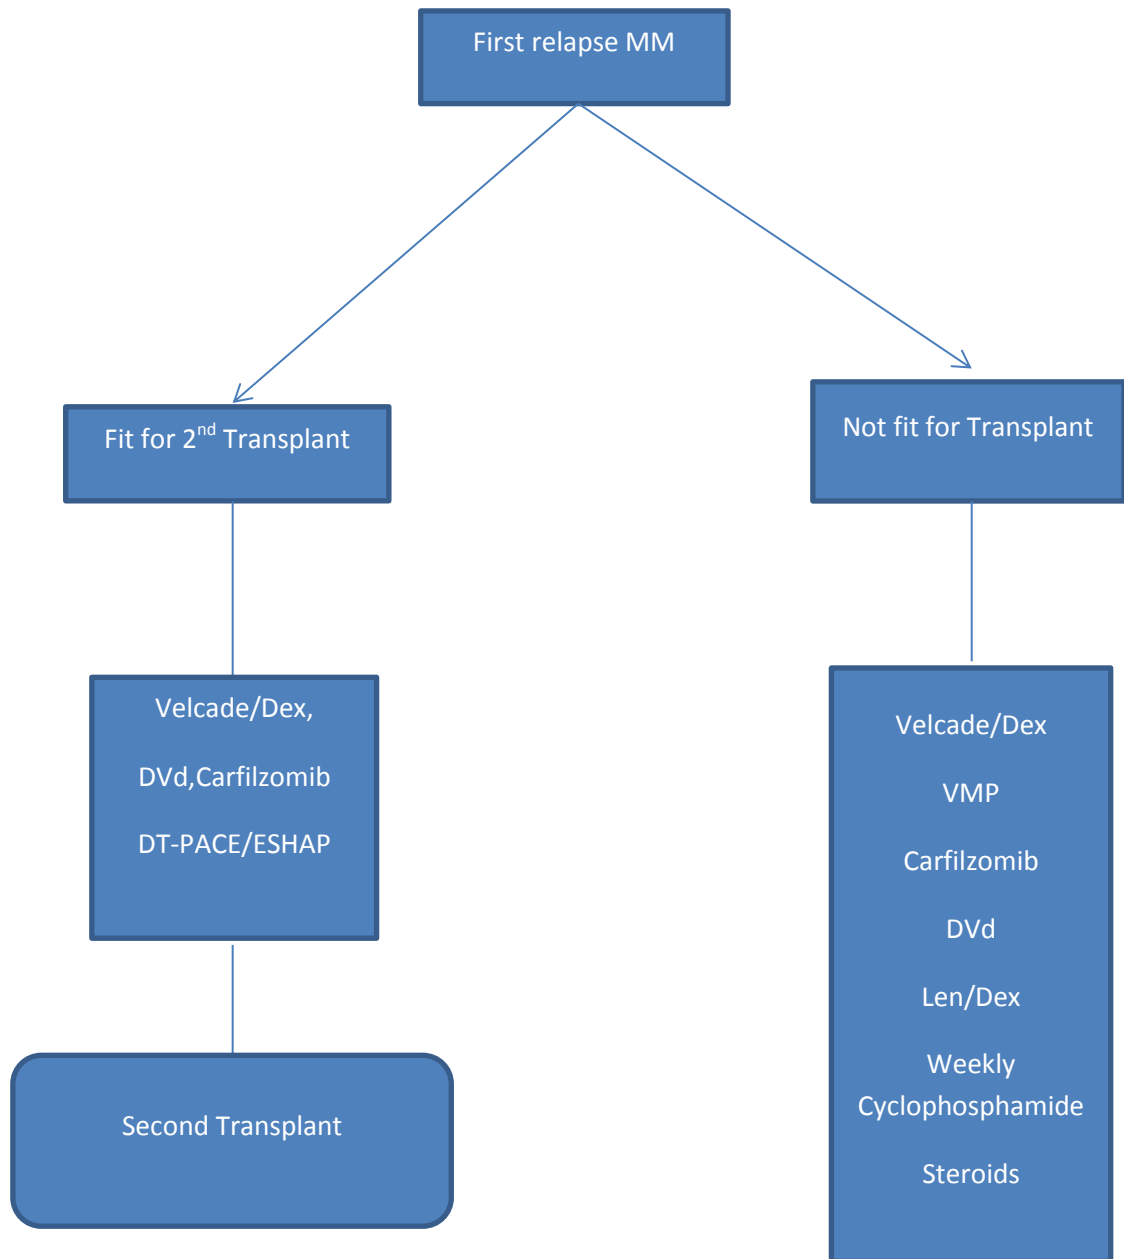 First relapse MM
Fit for 2nd Transplant
Not fit for Transplant
Velcade/Dex,
DVd,Carfilzomib
DT-PACE/ESHAP
Second Transplant
Velcade/Dex
VMP
Carfilzomib
DVd
Len/Dex
Weekly
Cyclophosphamide
Steroids